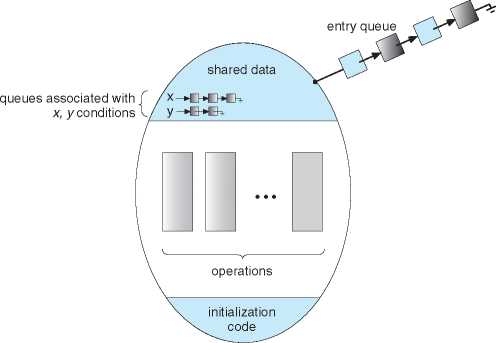 entry queue
shared data
queues associated with
x, y conditions
x
y
...
operations
initialization
code